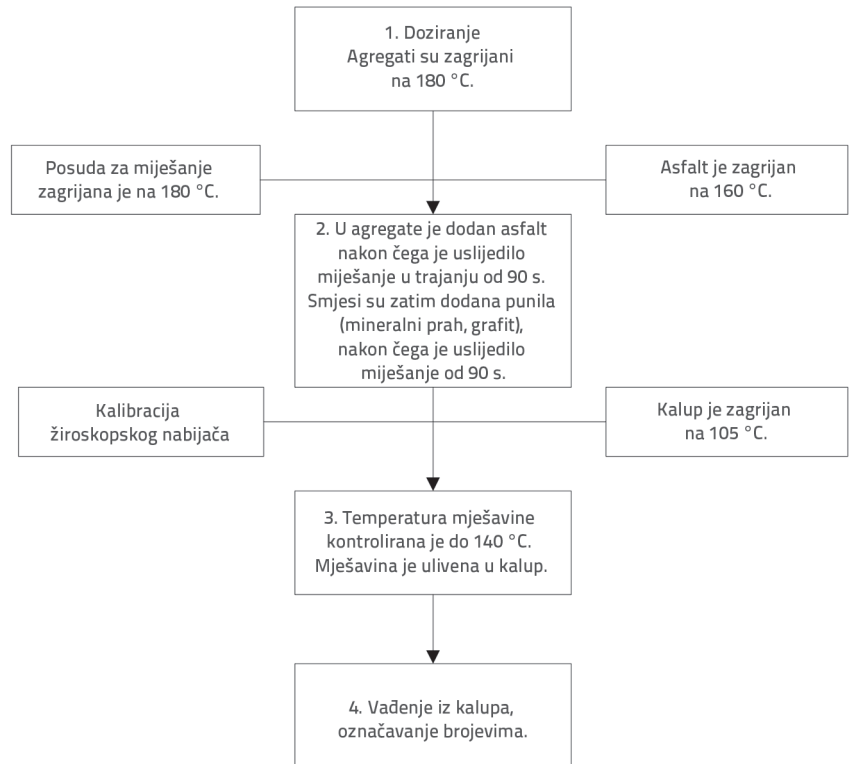 1. Doziranje
Agregati su zagrijani
na 180 °C.
Posuda za miješanje
zagrijana je na 180 °C.
Asfalt je zagrijan
na 160 °C.
2. U agregate je dodan asfalt
nakon čega je uslijedilo
miješanje u trajanju od 90 s.
Smjesi su zatim dodana punila
(mineralni prah, grafit),
nakon čega je uslijedilo
miješanje od 90 s.
Kalibracija
žiroskopskog nabijača
Kalup je zagrijan
na 105 °C.
3. Temperatura mješavine
kontrolirana je do 140 °C.
Mješavina je ulivena u kalup.
4. Vađenje iz kalupa,
označavanje brojevima.